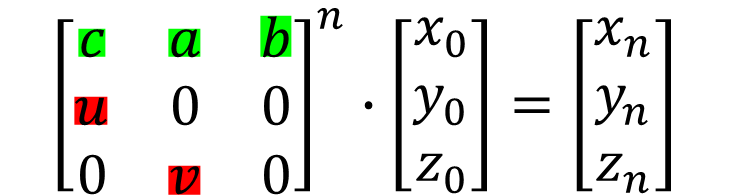 [c a b]ⁿ [x₀] [xₙ]
[u 0 0] · [y₀] = [yₙ]
[0 v 0] [z₀] [zₙ]